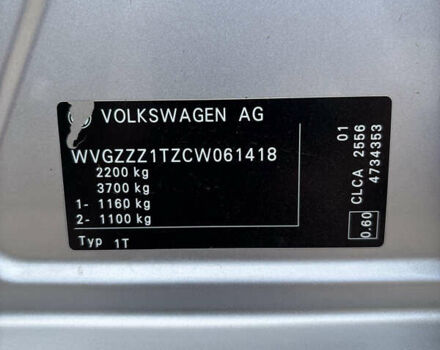 VOLKSWAGEN AG
WVGZZZ1TZCW061418
2200 kg
3700 kg
1- 1160 kg
2- 1100 kg
Typ 1T
01
CLCA 2556
4734353
0.60